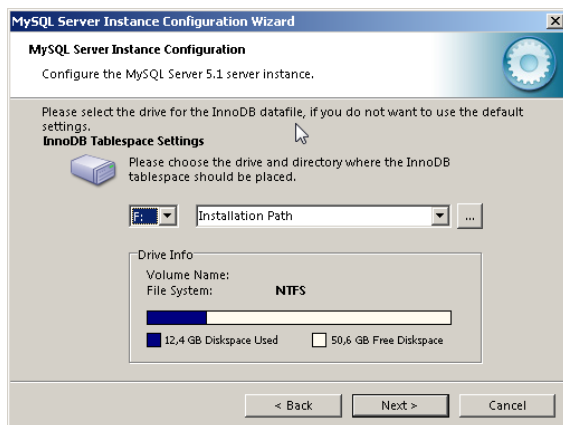 MySQL Server Instance Configuration Wizard
MySQL Server Instance Configuration
Configure the MySQL Server 5.1 server instance.
Please select the drive for the InnoDB datafile, if you do not want to use the default
settings.
InnoDB Tablespace Settings
Please choose the drive and directory where the InnoDB
tablespace should be placed.
F: Installation Path ...
Drive Info
Volume Name:
File System: NTFS
12,4 GB Diskspace Used 50,6 GB Free Diskspace
< Back Next > Cancel